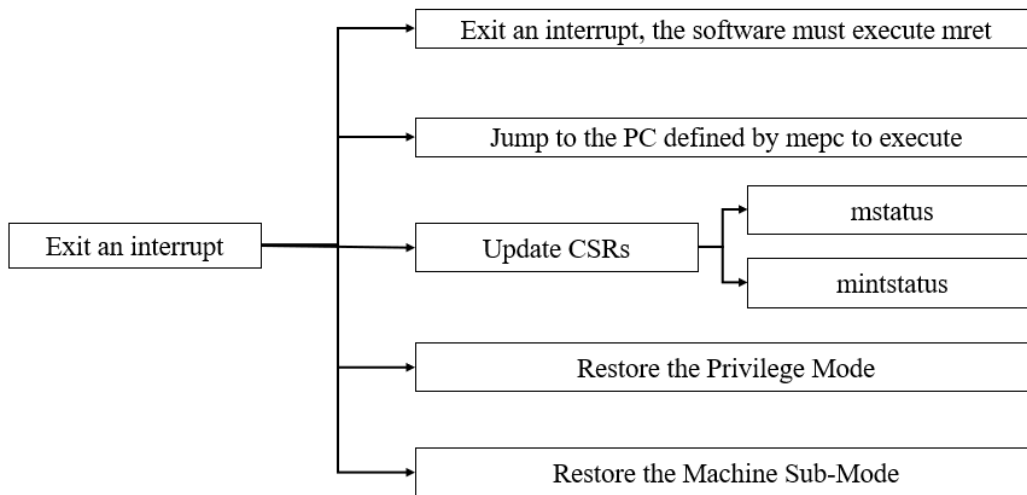 Exit an interrupt, the software must execute mret
Jump to the PC defined by mepc to execute
mstatus
Exit an interrupt
Update CSRs
mintstatus
Restore the Privilege Mode
Restore the Machine Sub-Mode